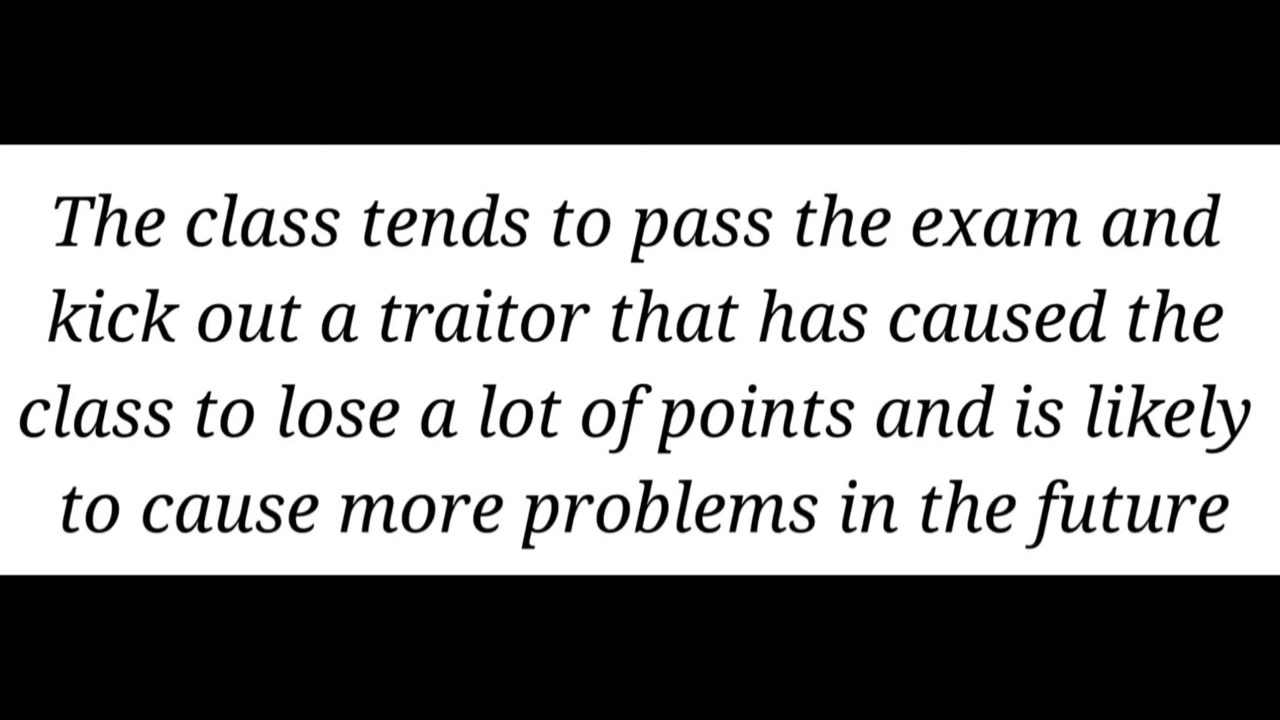 The class tends to pass the exam and
kick out a traitor that has caused the
class to lose a lot of points and is likely
to cause more problems in the future